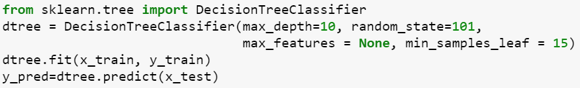 from sklearn.tree import DecisionTreeClassifier
dtree = DecisionTreeClassifier(max_depth=10, random_state=101,
                               max_features = None, min_samples_leaf = 15)
dtree.fit(x_train, y_train)
y_pred=dtree.predict(x_test)